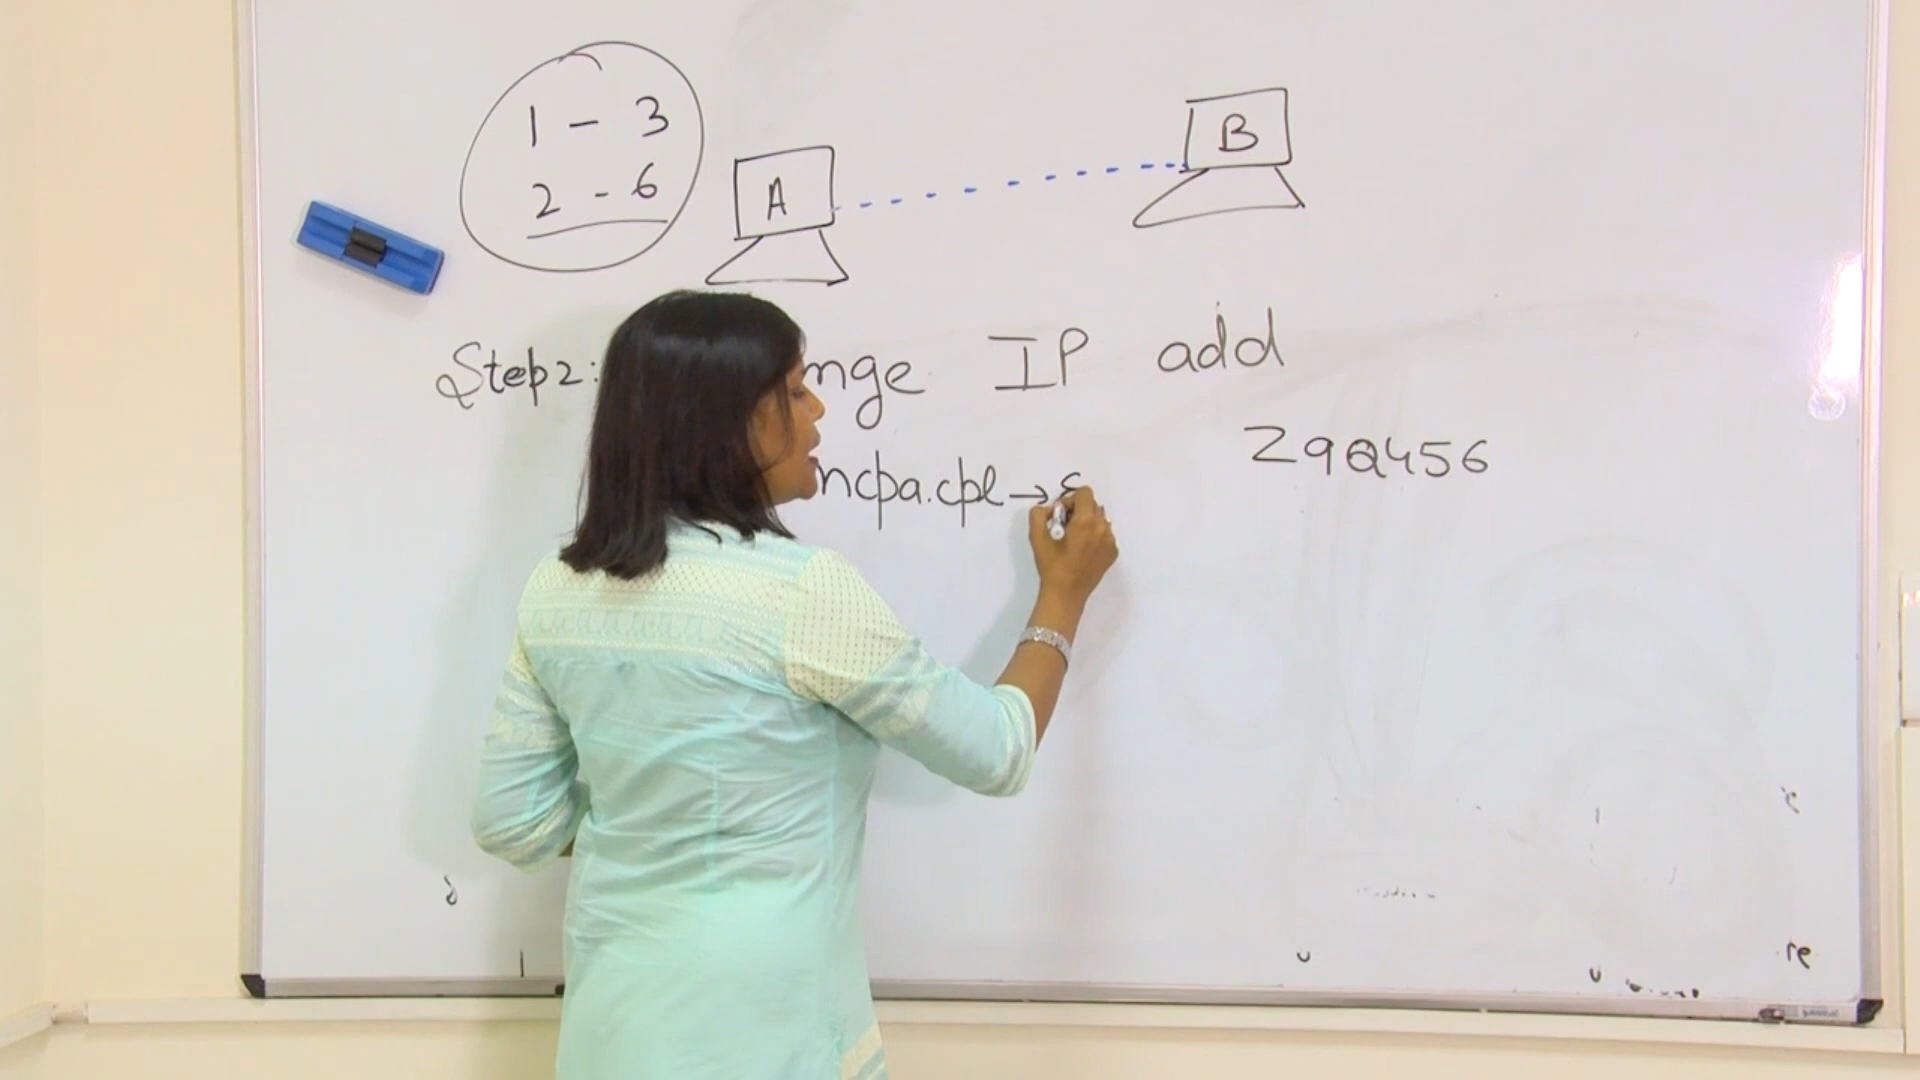 1 - 3
2 - 6
A
B
Step2: nge IP add
ncpa.cpl →
Z9Q456